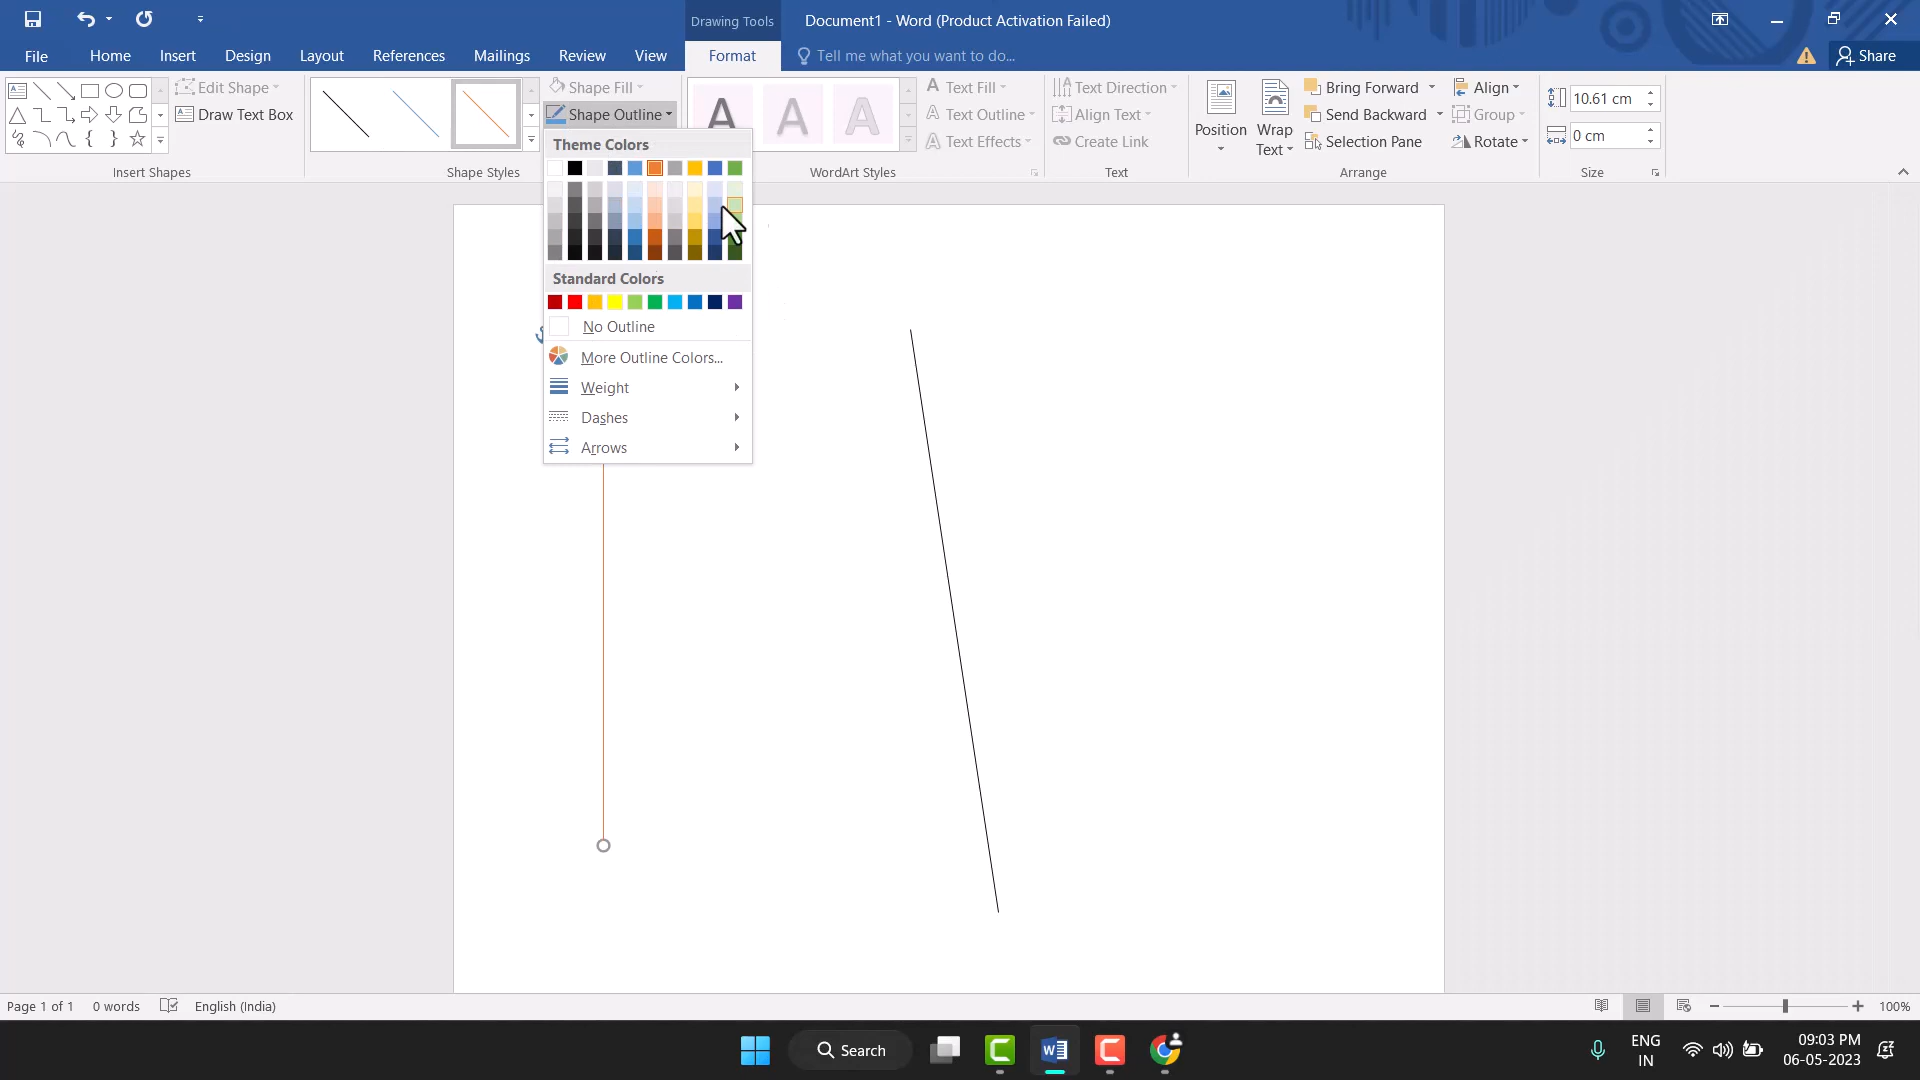 Drawing Tools
Document1 - Word (Product Activation Failed)
File
Home
Insert
Design
Layout
References
Mailings
Review
View
Format
Tell me what you want to do...
Share
Edit Shape
Draw Text Box
Insert Shapes
Shape Fill
Shape Outline
Shape Styles
A A A
WordArt Styles
A Text Fill
A Text Outline
A Text Effects
Text Direction
Align Text
Create Link
Text
Position
Wrap
Text
Bring Forward
Send Backward
Selection Pane
Align
Group
Rotate
Arrange
10.61 cm
0 cm
Size
Theme Colors
Standard Colors
No Outline
More Outline Colors...
Weight
Dashes
Arrows
Page 1 of 1
0 words
English (India)
100%
Search
ENG
IN
09:03 PM
06-05-2023